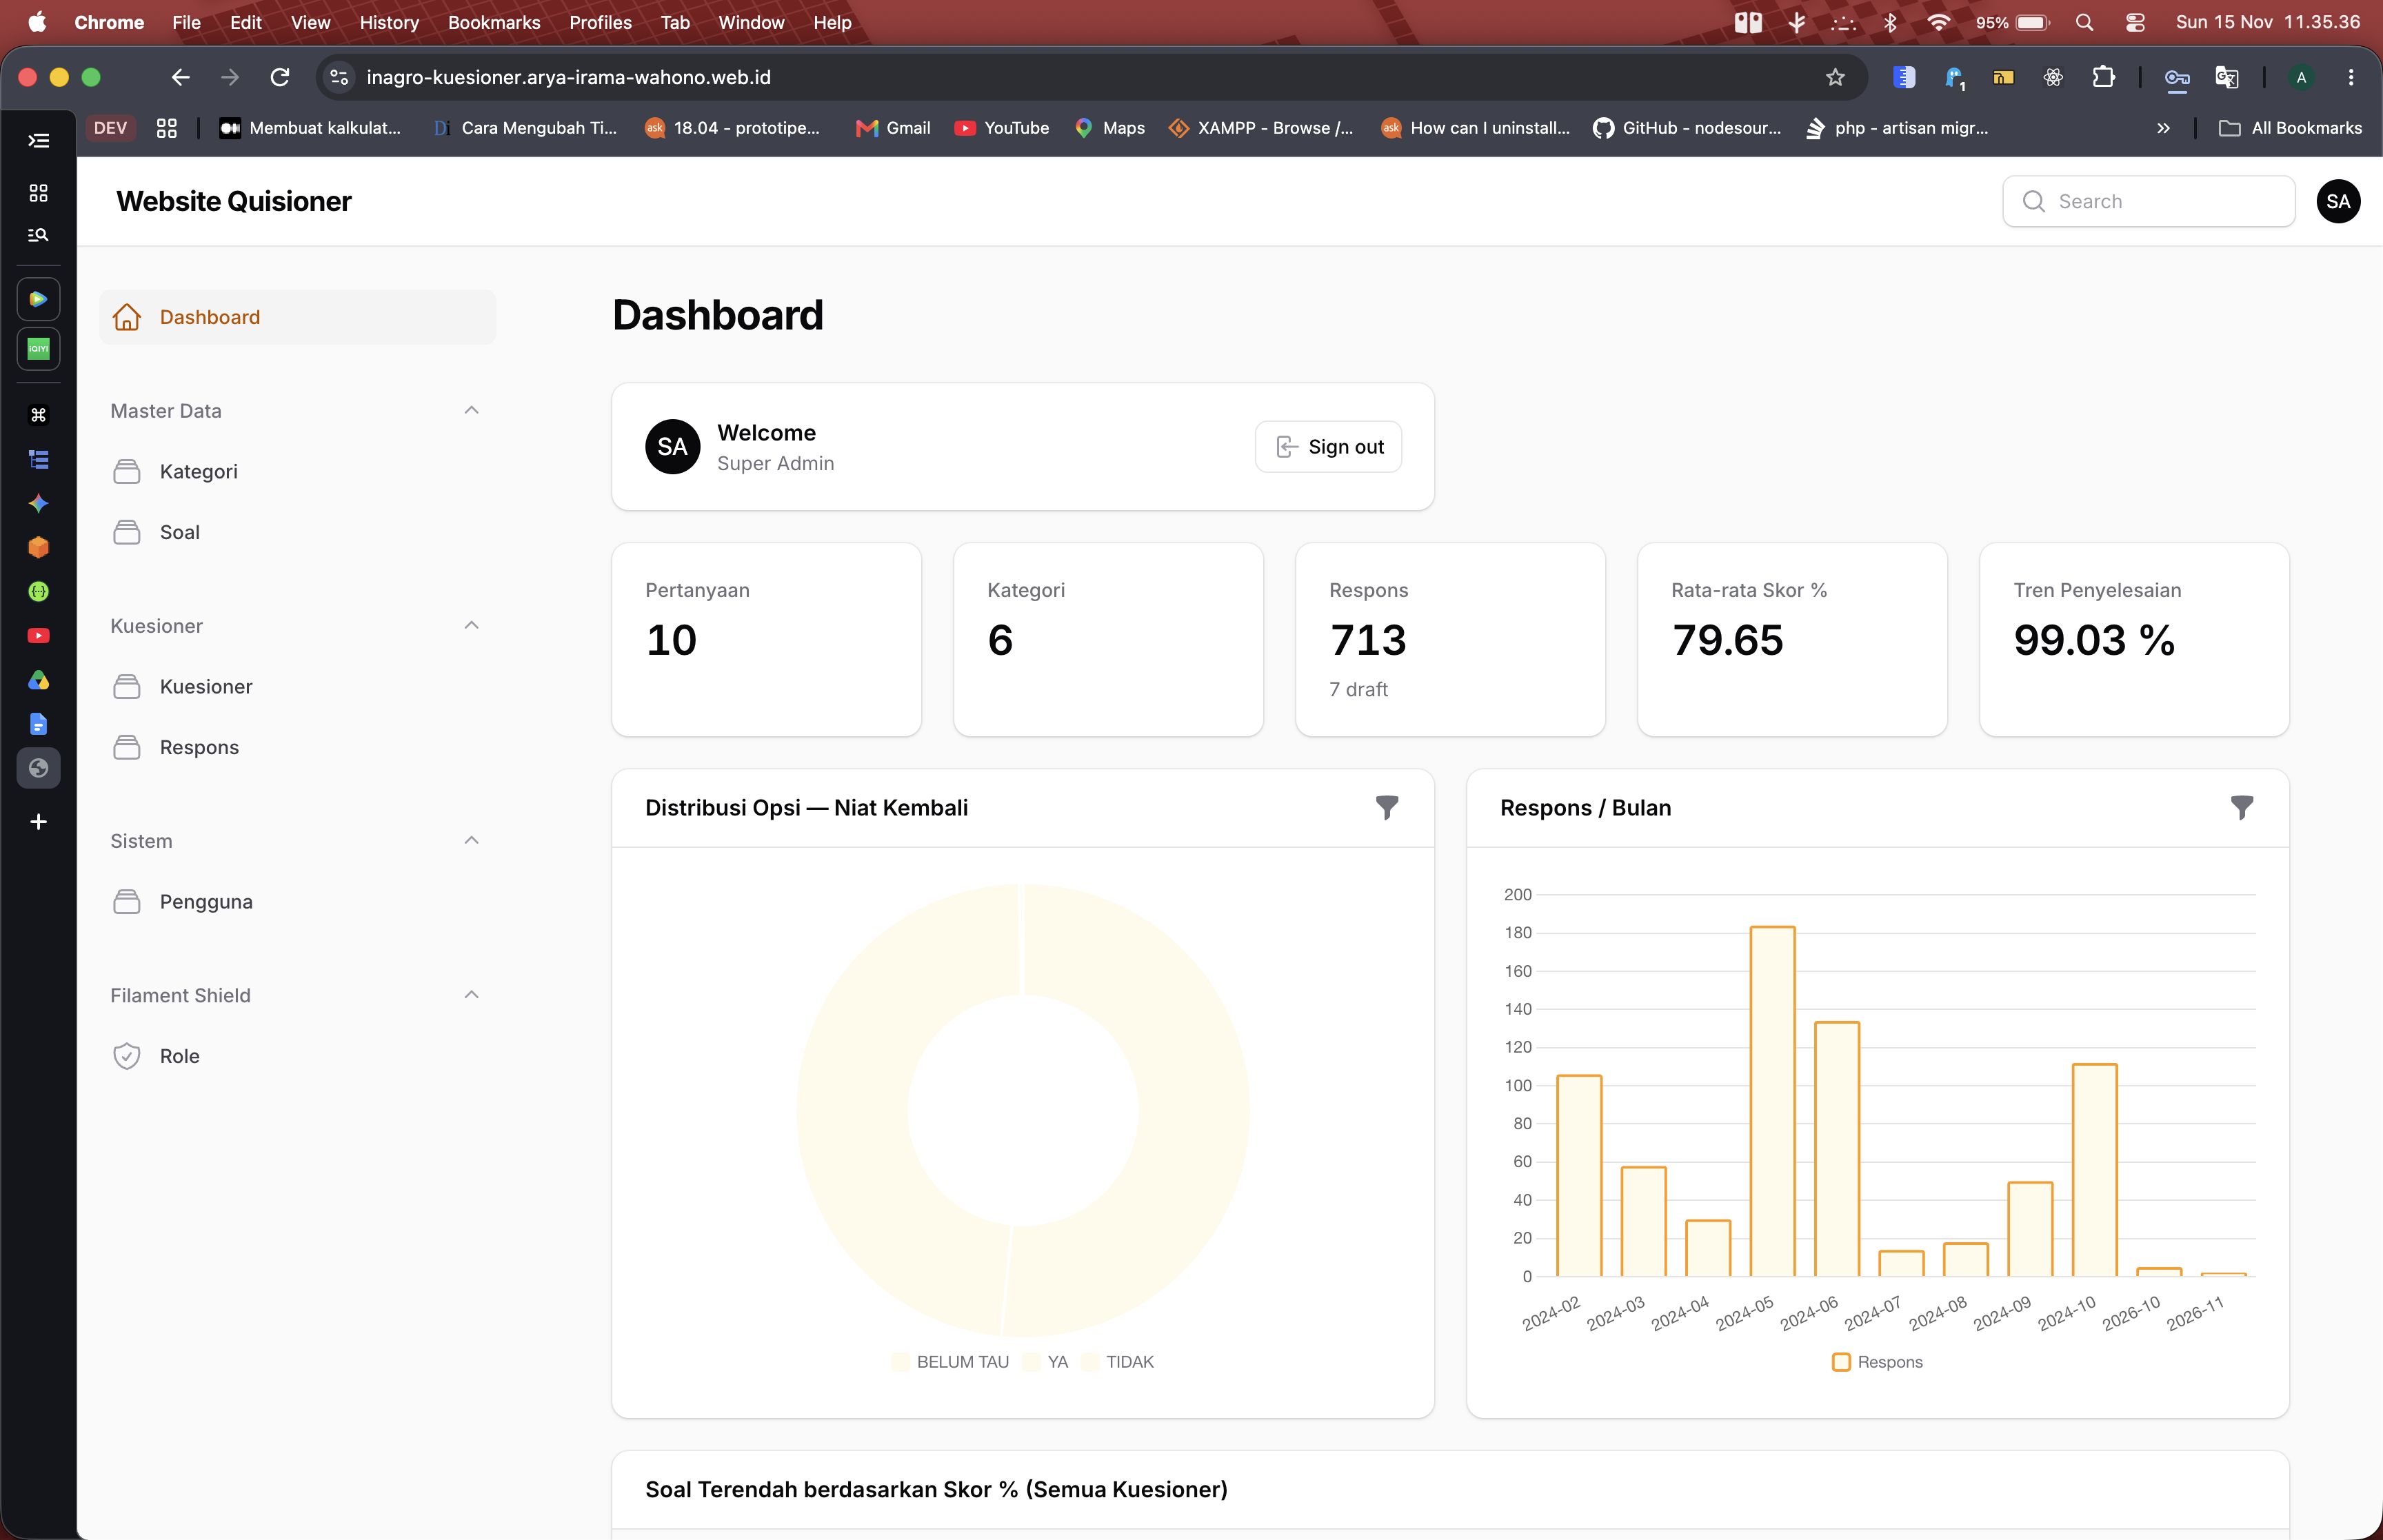 Chrome File Edit View History Bookmarks Profiles Tab Window Help 95% Sun 15 Nov 11.35.36
inagro-kuesioner.arya-irama-wahono.web.id 1 A
DEV Membuat kalkulat... Di Cara Mengubah Ti... ask 18.04 - prototipe... Gmail YouTube Maps XAMPP - Browse /... ask How can I uninstall... GitHub - nodesour... php - artisan migr... » All Bookmarks
Website Quisioner
Search
SA
iQIYI
Dashboard
Master Data
Kategori
Soal
Kuesioner
Kuesioner
Respons
Sistem
Pengguna
Filament Shield
Role
Dashboard
SA
Welcome
Super Admin
Sign out
Pertanyaan
10
Kategori
6
Respons
713
7 draft
Rata-rata Skor %
79.65
Tren Penyelesaian
99.03 %
Distribusi Opsi — Niat Kembali
BELUM TAU YA TIDAK
Respons / Bulan
200
180
160
140
120
100
80
60
40
20
0
2024-02 2024-03 2024-04 2024-05 2024-06 2024-07 2024-08 2024-09 2024-10 2026-10 2026-11
Respons
Soal Terendah berdasarkan Skor % (Semua Kuesioner)